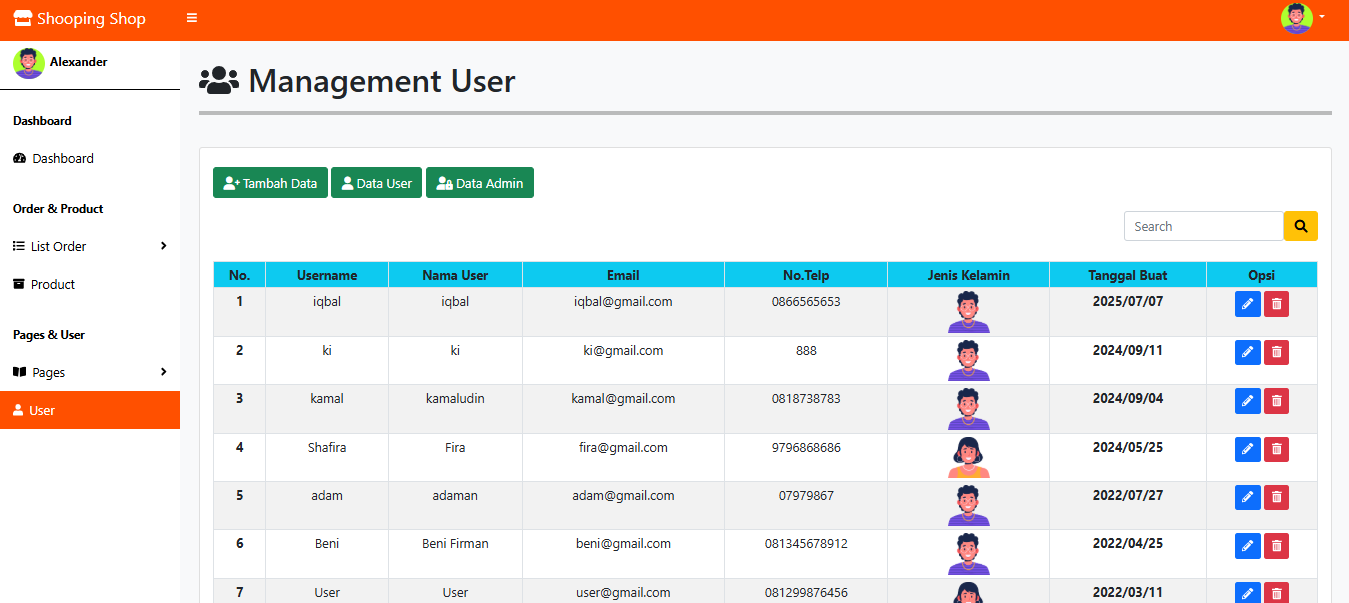 Shooping Shop
Alexander
Management User
Dashboard
Dashboard
Order & Product
List Order
Product
Pages & User
Pages
User
Tambah Data Data User Data Admin
Search
No. Username Nama User Email No.Telp Jenis Kelamin Tanggal Buat Opsi
1 iqbal iqbal iqbal@gmail.com 0866565653 2025/07/07
2 ki ki ki@gmail.com 888 2024/09/11
3 kamal kamaludin kamal@gmail.com 0818738783 2024/09/04
4 Shafira Fira fira@gmail.com 9796868686 2024/05/25
5 adam adaman adam@gmail.com 07979867 2022/07/27
6 Beni Beni Firman beni@gmail.com 081345678912 2022/04/25
7 User User user@gmail.com 081299876456 2022/03/11